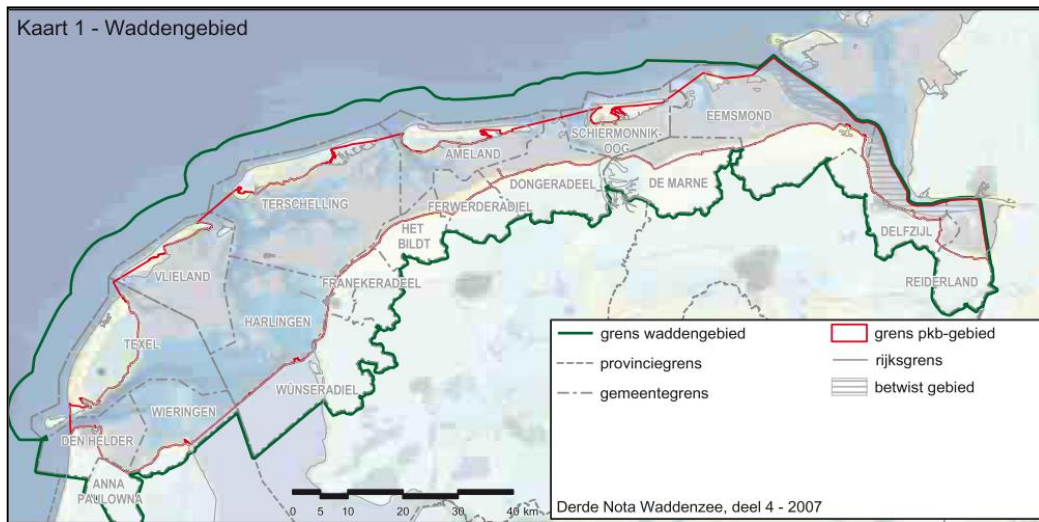 Kaart 1 - Waddengebied
EEMSMOND
SCHIERMONNIK-
OOG
AMELAND
DONGERADEEL
DE MARNE
TERSCHELLING
FERWERDERADIEL
HET
BILDT
DELFZIJL
VLIELAND
FRANEKERADEEL
REIDERLAND
HARLINGEN
TEXEL
WÛNSERADIEL
WIERINGEN
DEN HELDER
ANNA
PAULOWNA
grens waddengebied
provinciegrens
gemeentegrens
grens pkb-gebied
rijksgrens
betwist gebied
0 5 10 20 30 40 km
Derde Nota Waddenzee, deel 4 - 2007